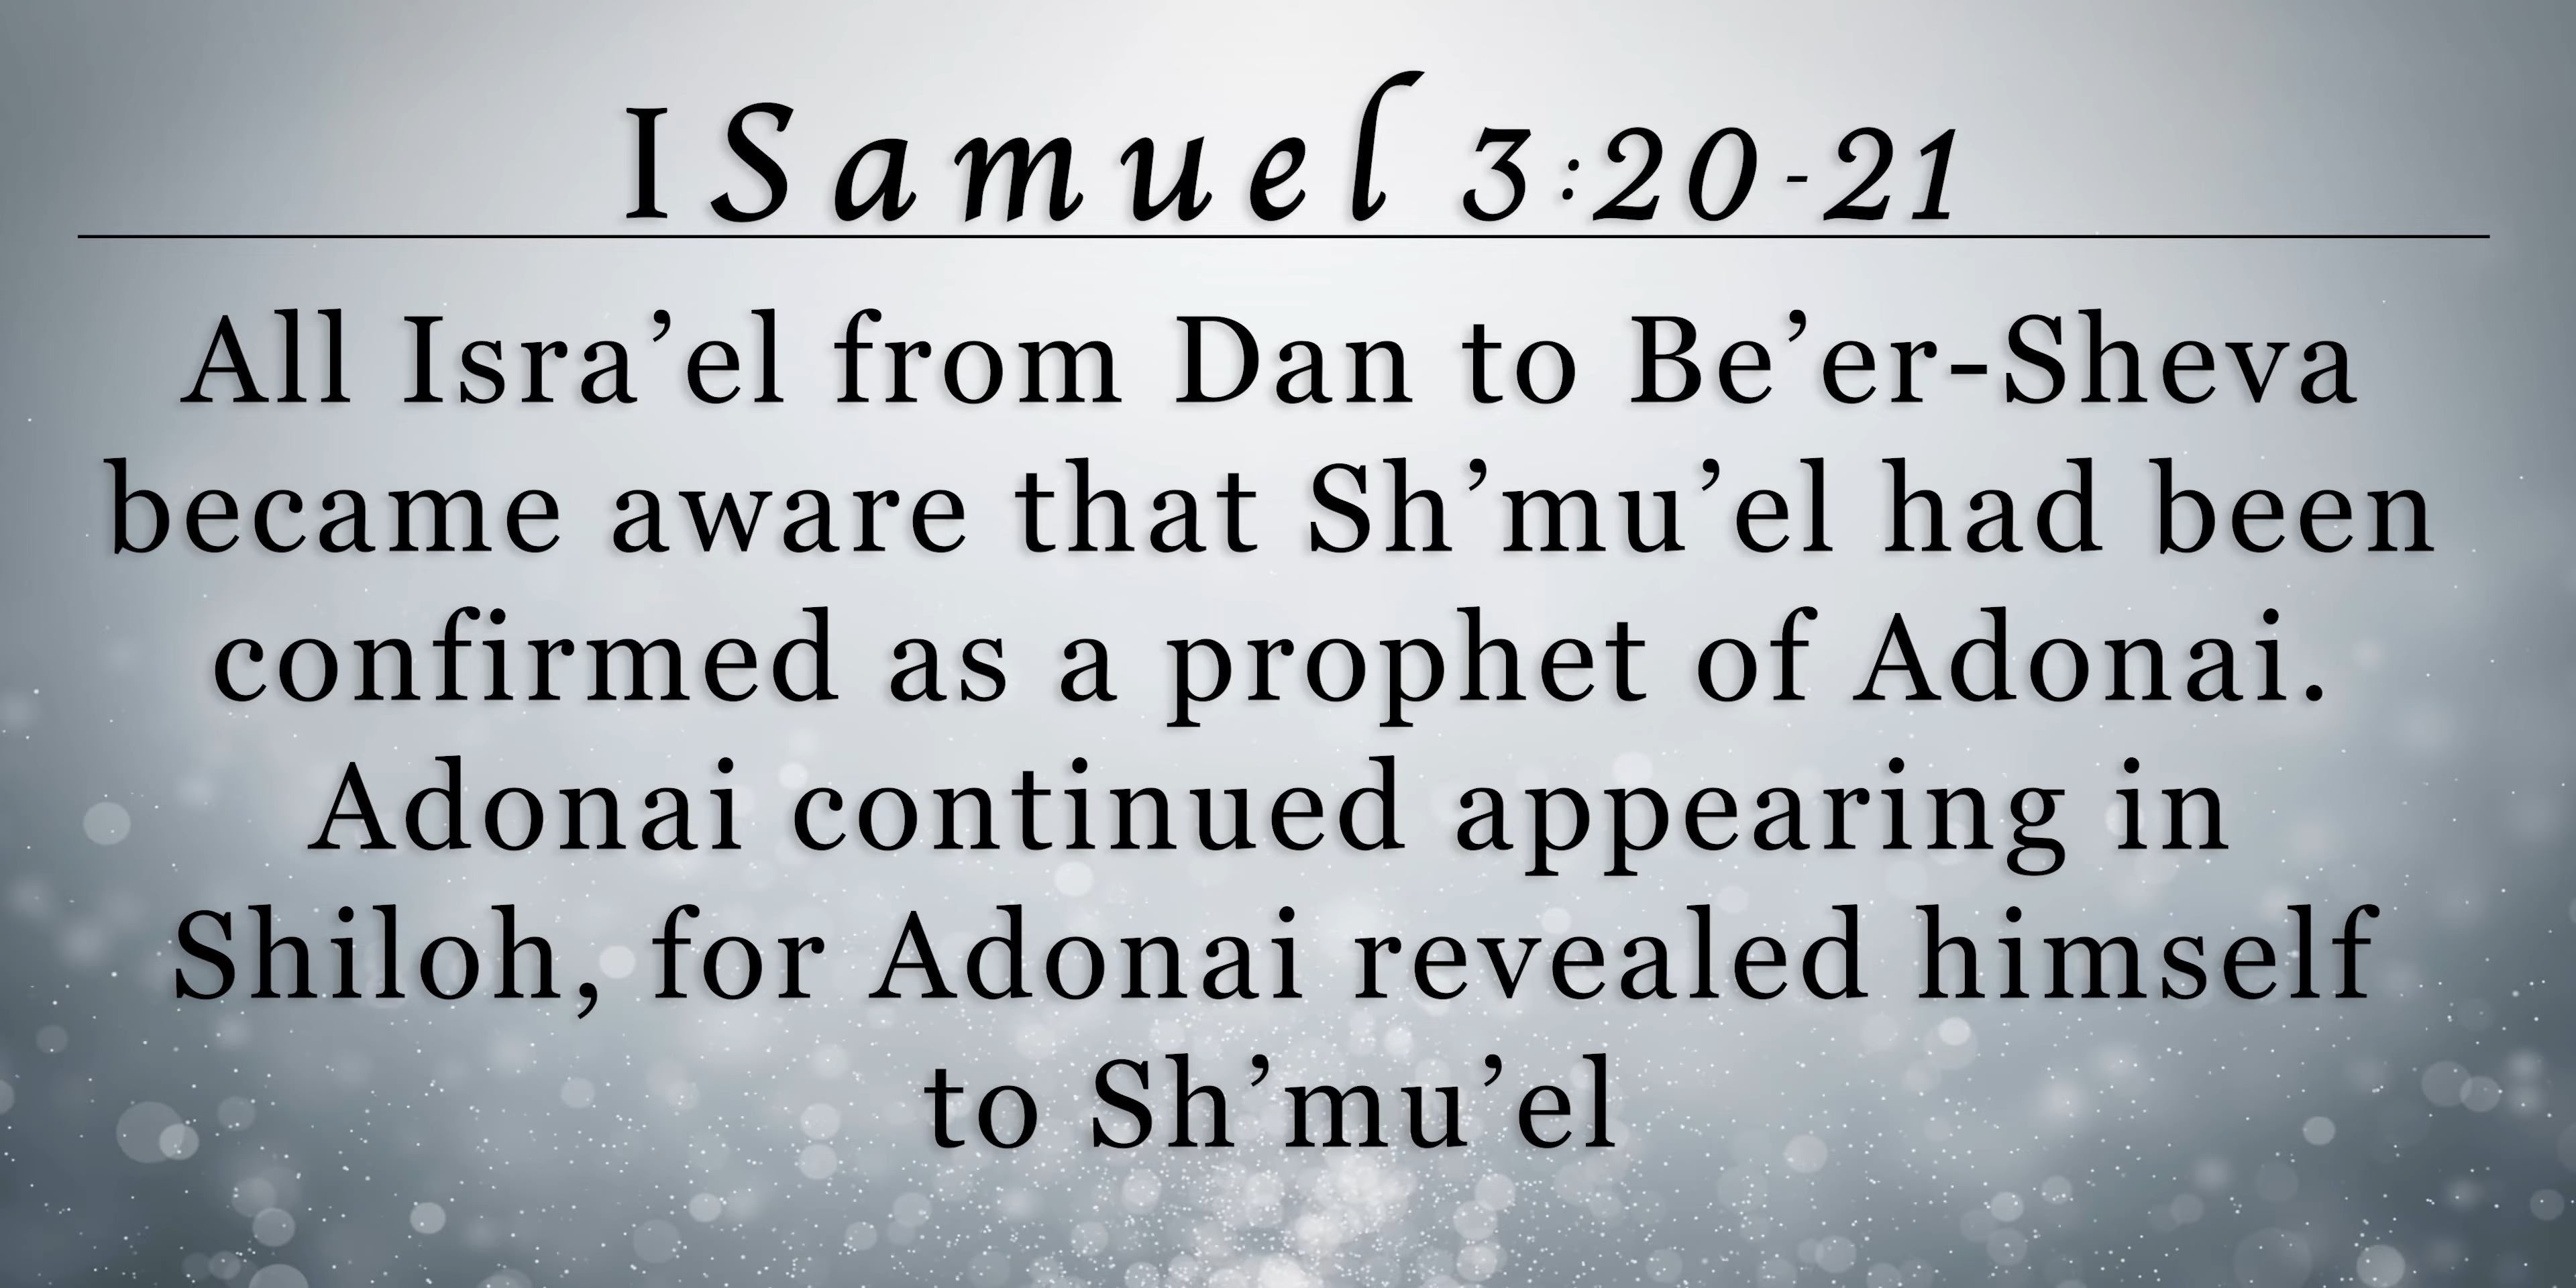 I Samuel 3:20-21
All Isra’el from Dan to Be’er-Sheva
became aware that Sh’mu’el had been
confirmed as a prophet of Adonai.
Adonai continued appearing in
Shiloh, for Adonai revealed himself
to Sh’mu’el